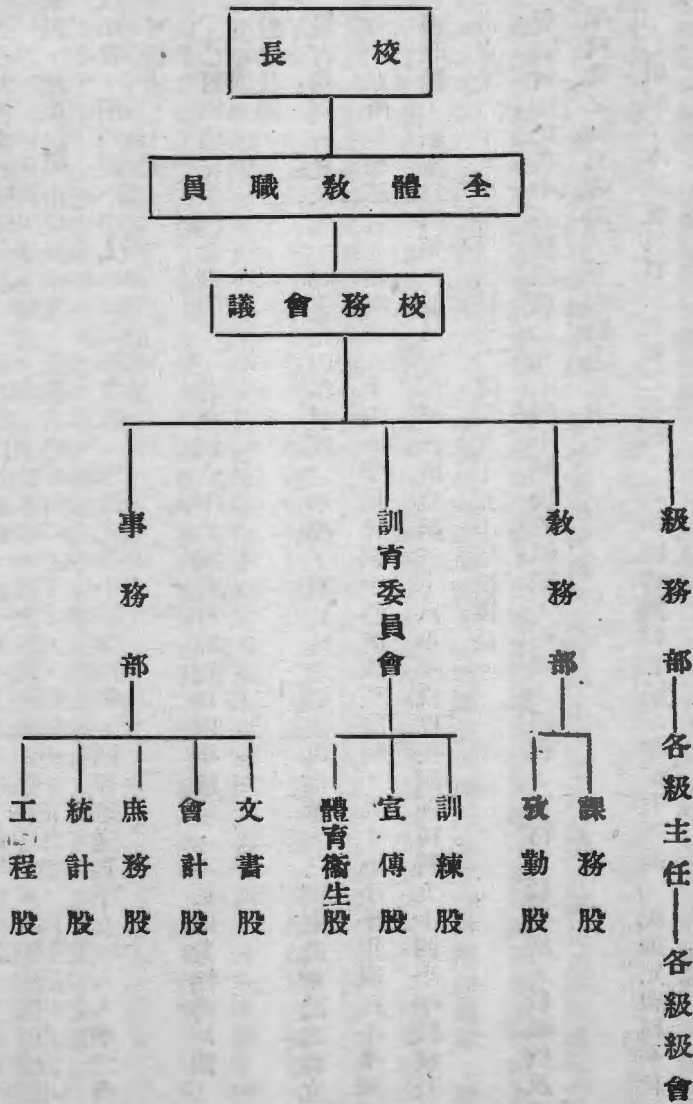 校長
全體教職員
校務會議
級務部
各級主任
各級級會
教務部
課務股
攷勤股
訓育委員會
訓練股
宣傳股
體育衞生股
事務部
文書股
會計股
庶務股
統計股
工程股